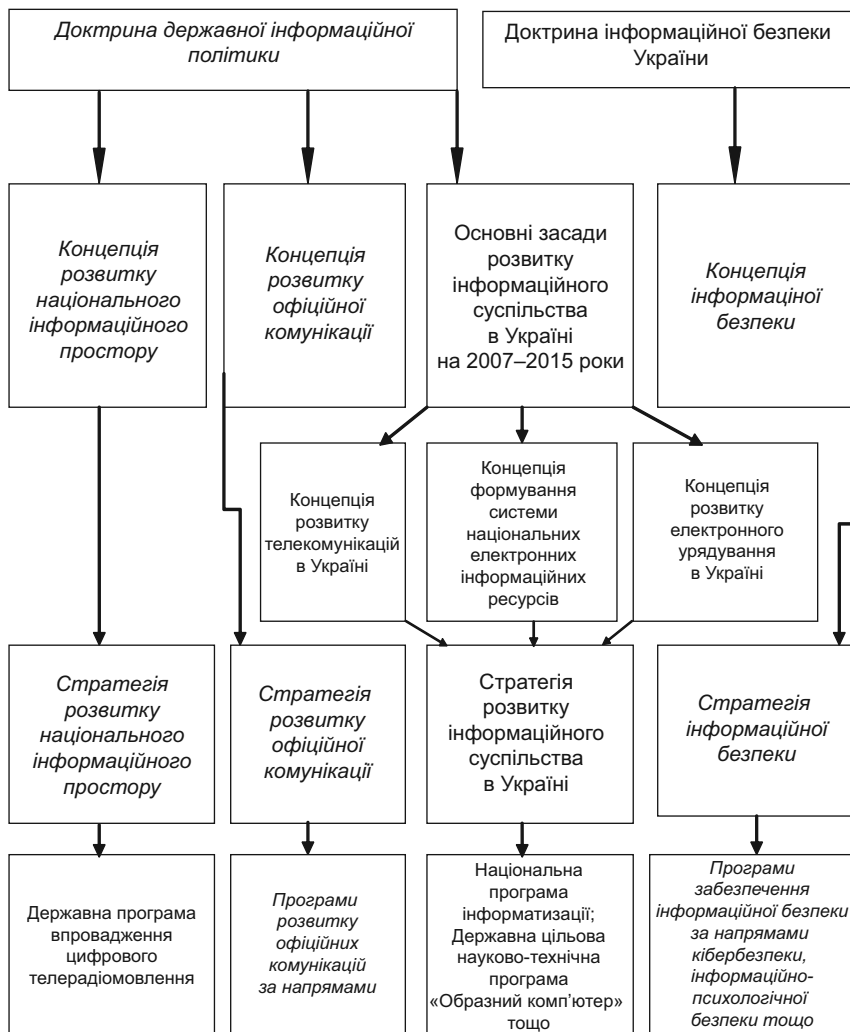 Доктрина державної інформаційної
політики
Доктрина інформаційної безпеки
України
Концепція
розвитку
національного
інформаційного
простору
Концепція
розвитку
офіційної
комунікації
Основні засади
розвитку
інформаційного
суспільства
в Україні
на 2007–2015 роки
Концепція
інформаціної
безпеки
Концепція
розвитку
телекомунікацій
в Україні
Концепція
формування
системи
національних
електронних
інформаційних
ресурсів
Концепція
розвитку
електронного
урядування
в Україні
Стратегія
розвитку
національного
інформаційного
простору
Стратегія
розвитку
офіційної
комунікації
Стратегія
розвитку
інформаційного
суспільства
в Україні
Стратегія
інформаційної
безпеки
Державна програма
впровадження
цифрового
телерадіомовлення
Програми
розвитку
офіційних
комунікацій
за напрямами
Національна
програма
інформатизації;
Державна цільова
науково-технічна
програма
«Образний комп’ютер»
тощо
Програми
забезпечення
інформаційної безпеки
за напрямами
кібербезпеки,
інформаційно-
психологічної
безпеки тощо